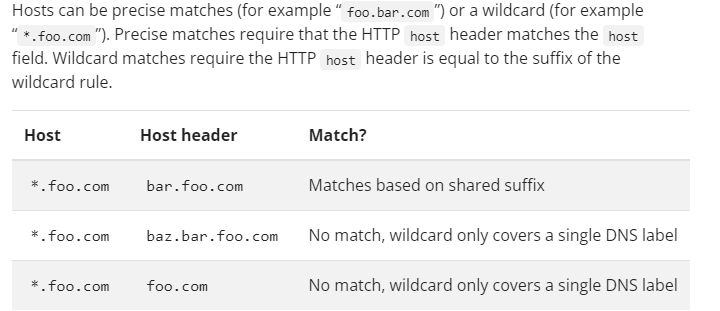 Hosts can be precise matches (for example “ foo.bar.com ”) or a wildcard (for example
“ *.foo.com ”). Precise matches require that the HTTP host header matches the host
field. Wildcard matches require the HTTP host header is equal to the suffix of the
wildcard rule.
Host Host header Match?
*.foo.com bar.foo.com Matches based on shared suffix
*.foo.com baz.bar.foo.com No match, wildcard only covers a single DNS label
*.foo.com foo.com No match, wildcard only covers a single DNS label